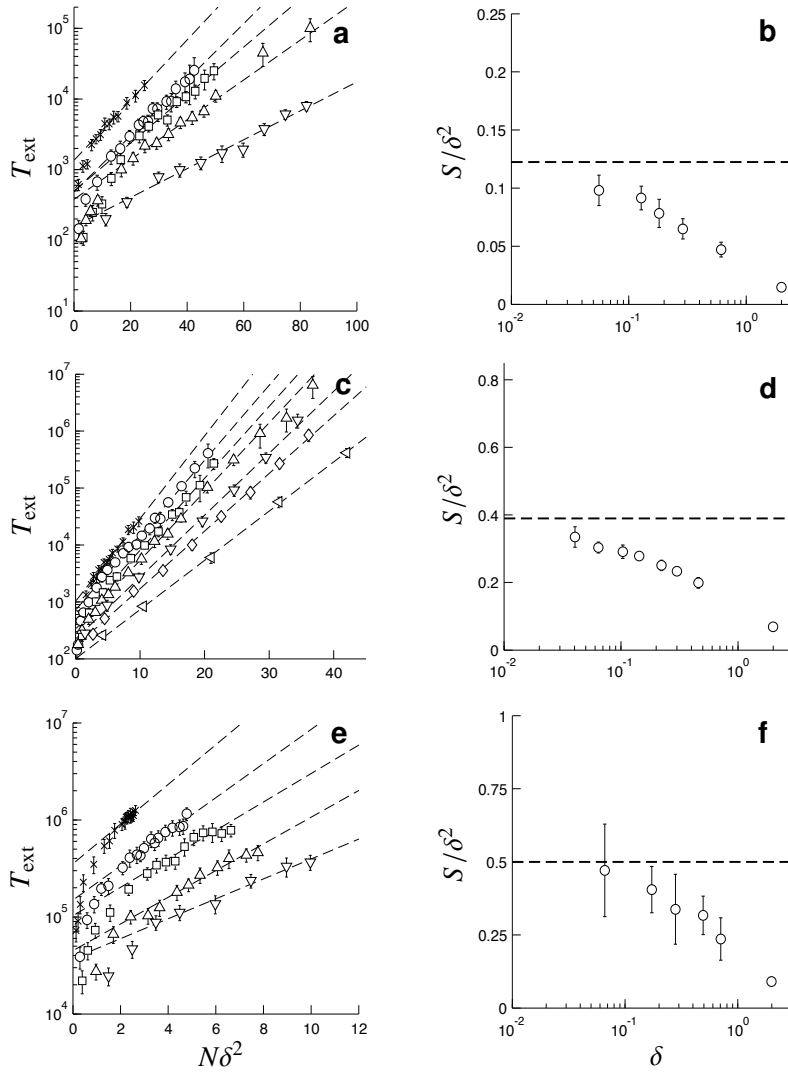 a
10^5
10^4
10^3
10^2
10^1
T_ext
0 20 40 60 80 100
b
0.25
0.2
0.15
0.1
0.05
0
S/δ^2
10^-2 10^-1 10^0
c
10^7
10^6
10^5
10^4
10^3
10^2
T_ext
0 10 20 30 40
d
0.8
0.6
0.4
0.2
0
S/δ^2
10^-2 10^-1 10^0
e
10^7
10^6
10^5
10^4
T_ext
0 2 4 6 8 10 12
Nδ^2
f
1
0.75
0.5
0.25
0
S/δ^2
10^-2 10^-1 10^0
δ